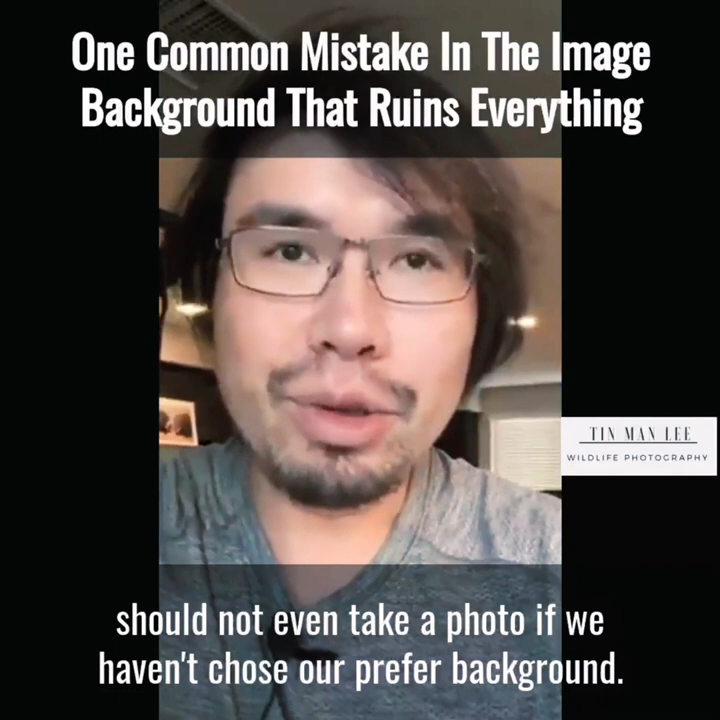 One Common Mistake In The Image
Background That Ruins Everything
TIN MAN LEE
WILDLIFE PHOTOGRAPHY
should not even take a photo if we
haven't chose our prefer background.